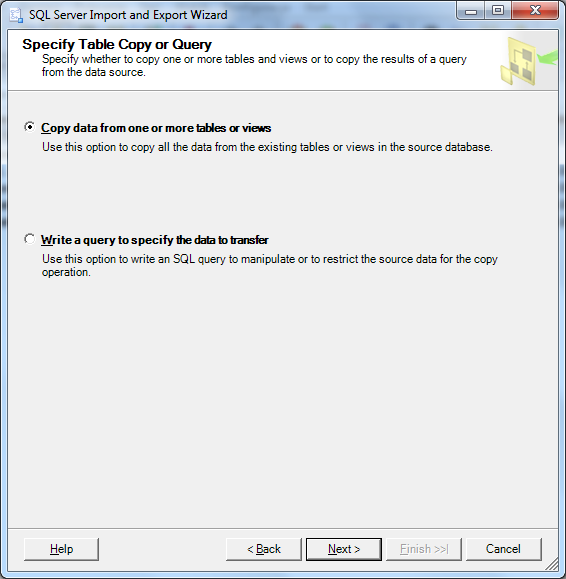 SQL Server Import and Export Wizard
Specify Table Copy or Query
Specify whether to copy one or more tables and views or to copy the results of a query
from the data source.
Copy data from one or more tables or views
Use this option to copy all the data from the existing tables or views in the source database.
Write a query to specify the data to transfer
Use this option to write an SQL query to manipulate or to restrict the source data for the copy
operation.
Help
< Back
Next >
Finish >>|
Cancel